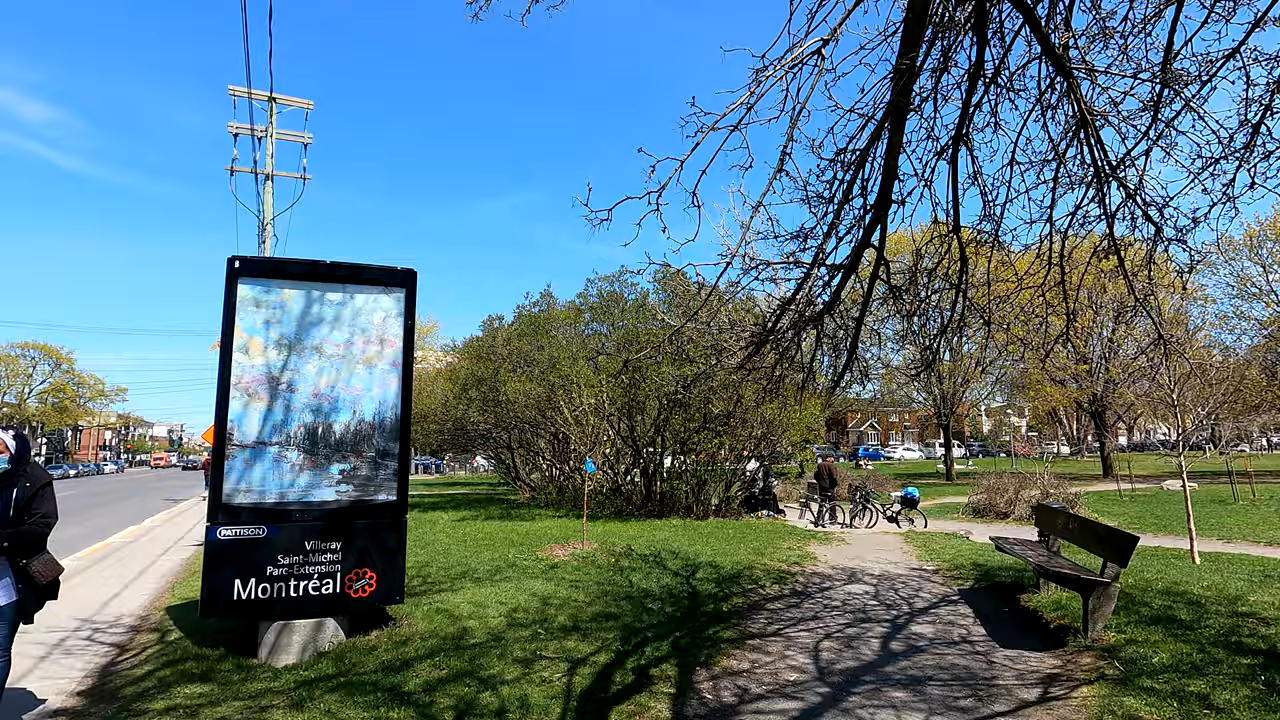 PATTISON
Villeray
Saint-Michel
Parc-Extension
Montréal